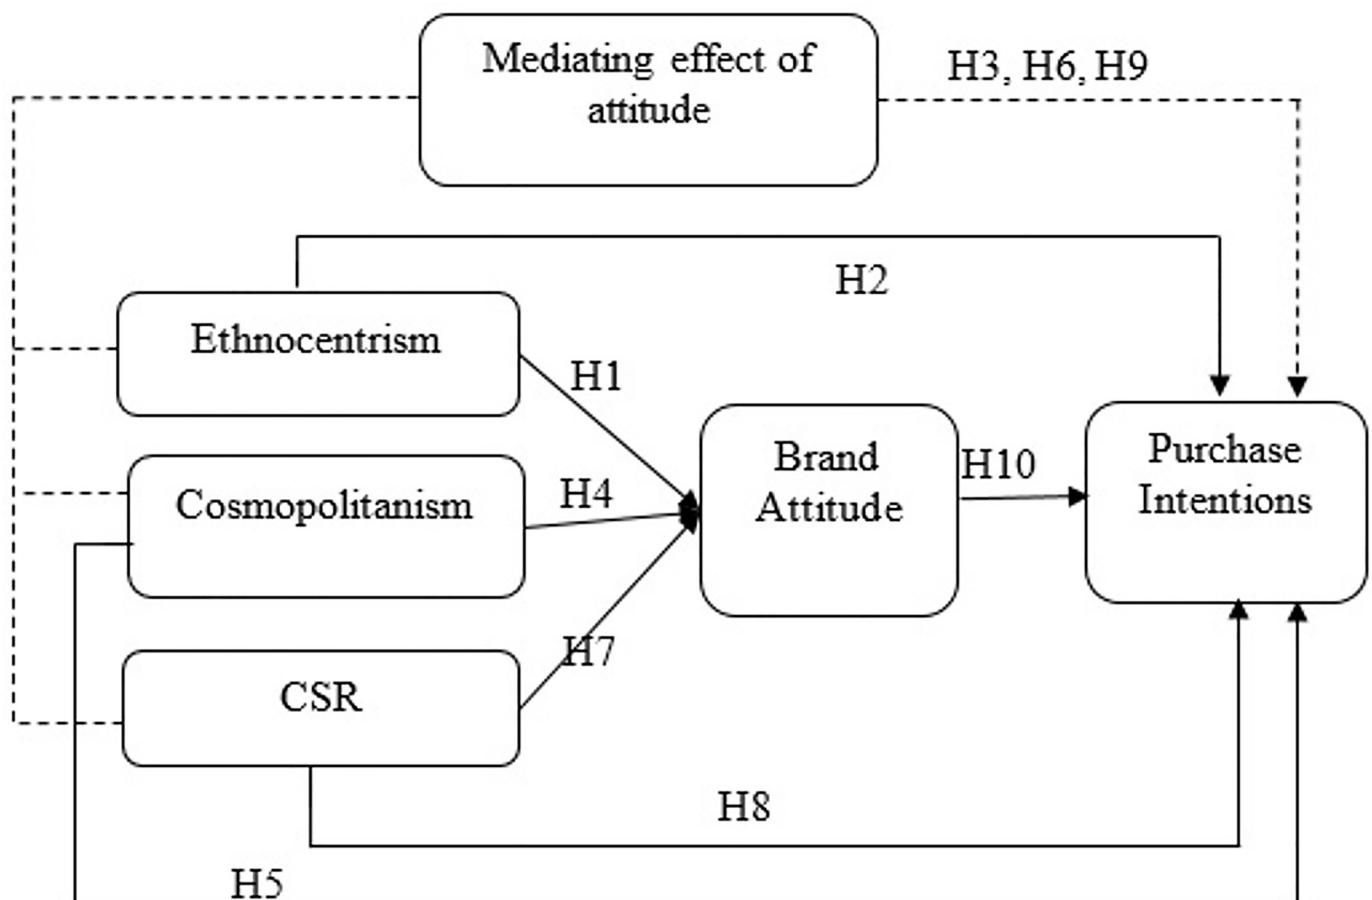 Mediating effect of
attitude
H3, H6, H9
H2
Ethnocentrism
H1
Brand
Attitude
H10
Purchase
Intentions
Cosmopolitanism
H4
H7
CSR
H8
H5